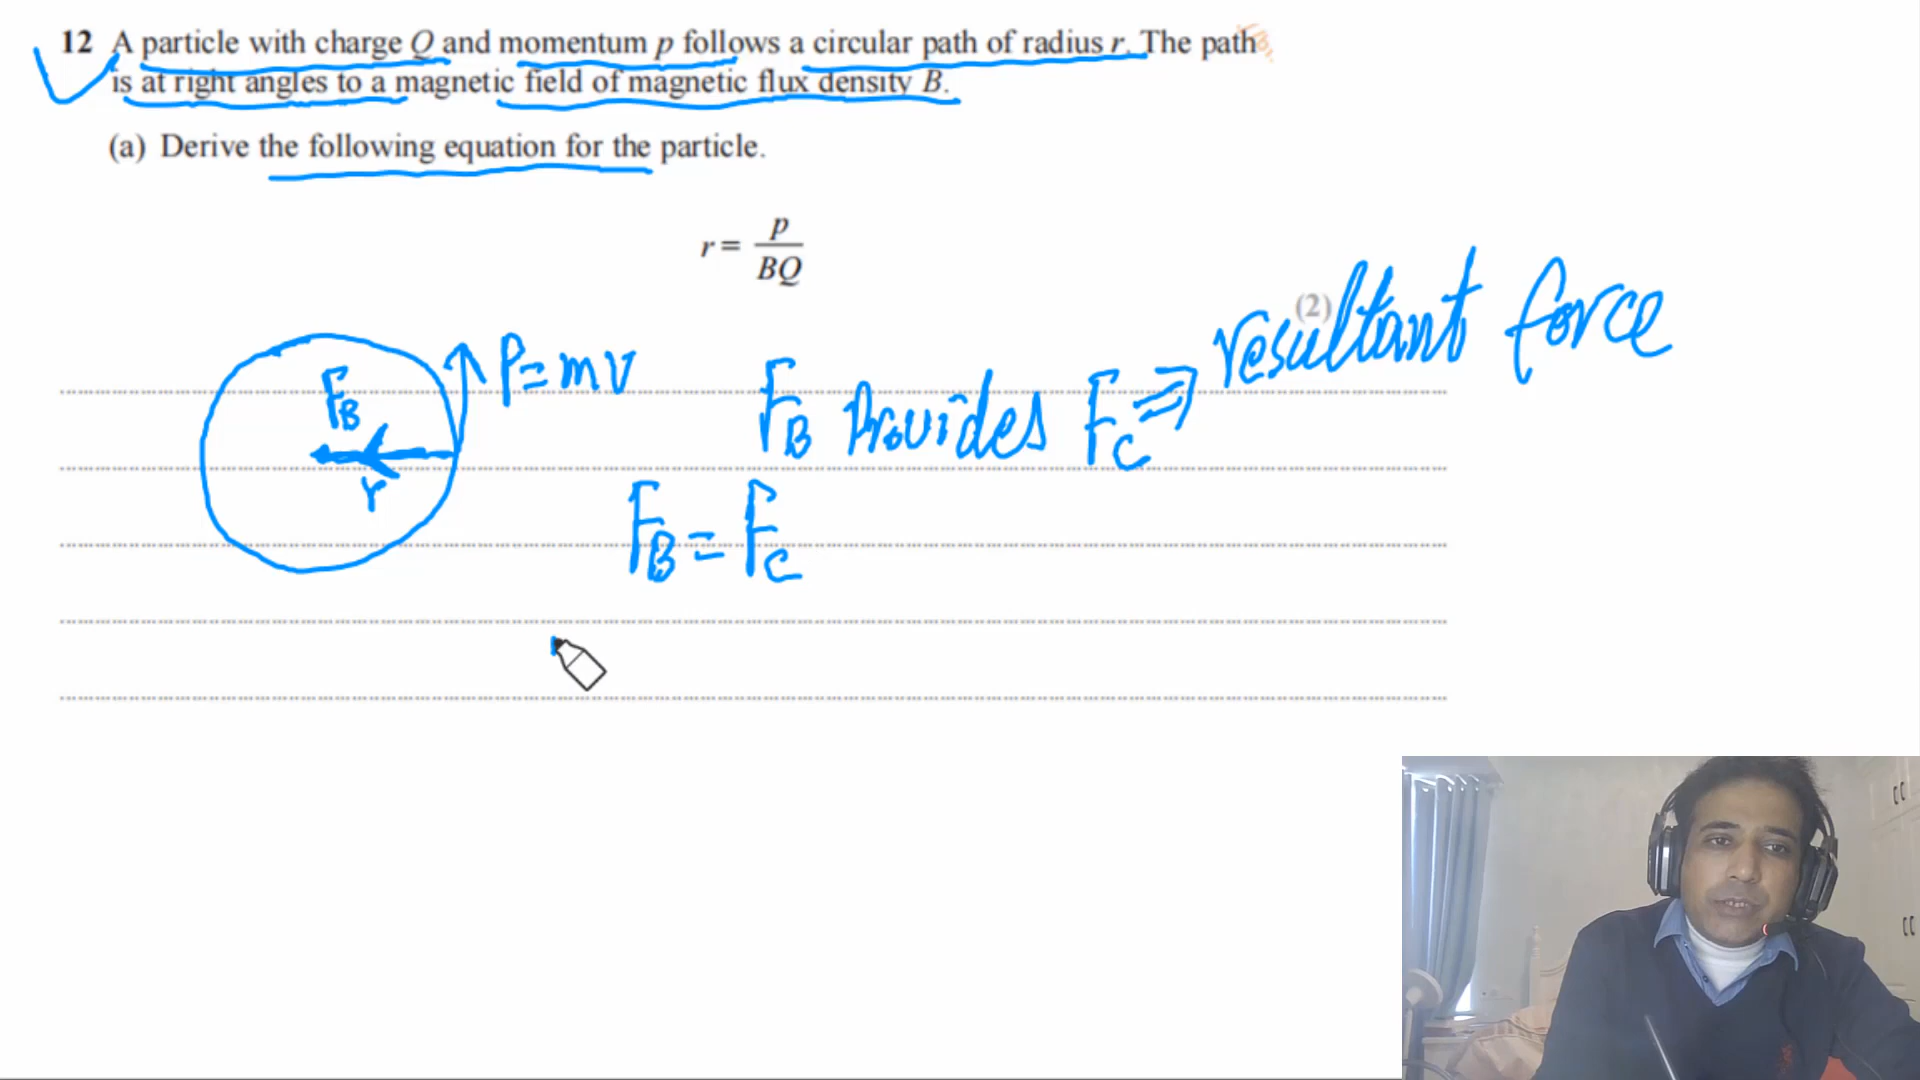 12 A particle with charge Q and momentum p follows a circular path of radius r. The path
is at right angles to a magnetic field of magnetic flux density B.
(a) Derive the following equation for the particle.
r = p/BQ
(2)
resultant force
P = mv
F_B provides F_C ⇒
F_B
r
F_B = F_C